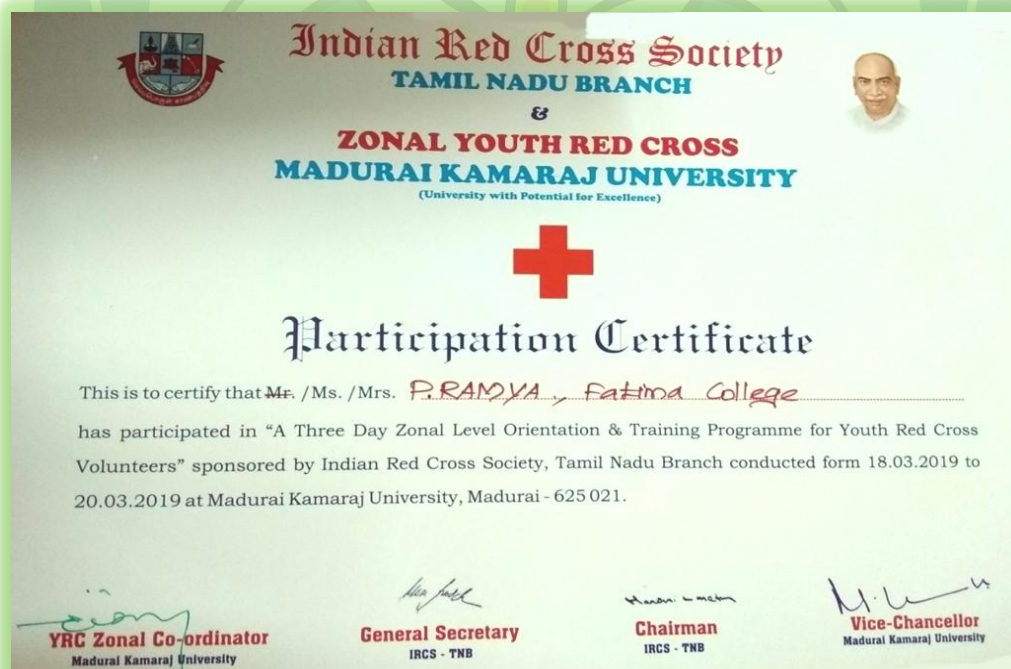 Indian Red Cross Society
TAMIL NADU BRANCH
&
ZONAL YOUTH RED CROSS
MADURAI KAMARAJ UNIVERSITY
(University with Potential for Excellence)
Participation Certificate
This is to certify that Mr. /Ms. /Mrs. P. RAMYA, Fatima College
has participated in “A Three Day Zonal Level Orientation & Training Programme for Youth Red Cross
Volunteers” sponsored by Indian Red Cross Society, Tamil Nadu Branch conducted form 18.03.2019 to
20.03.2019 at Madurai Kamaraj University, Madurai - 625 021.
YRC Zonal Co-ordinator
Madurai Kamaraj University
General Secretary
IRCS - TNB
Chairman
IRCS - TNB
Vice-Chancellor
Madurai Kamaraj University